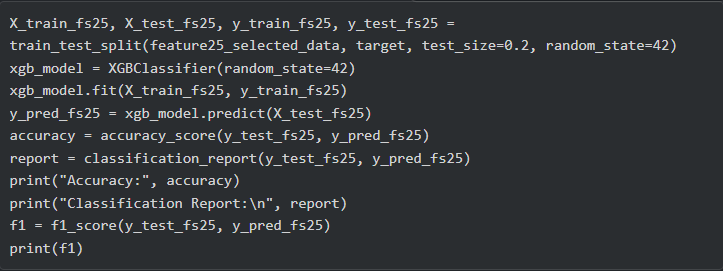 X_train_fs25, X_test_fs25, y_train_fs25, y_test_fs25 =
train_test_split(feature25_selected_data, target, test_size=0.2, random_state=42)
xgb_model = XGBClassifier(random_state=42)
xgb_model.fit(X_train_fs25, y_train_fs25)
y_pred_fs25 = xgb_model.predict(X_test_fs25)
accuracy = accuracy_score(y_test_fs25, y_pred_fs25)
report = classification_report(y_test_fs25, y_pred_fs25)
print("Accuracy:", accuracy)
print("Classification Report:\n", report)
f1 = f1_score(y_test_fs25, y_pred_fs25)
print(f1)